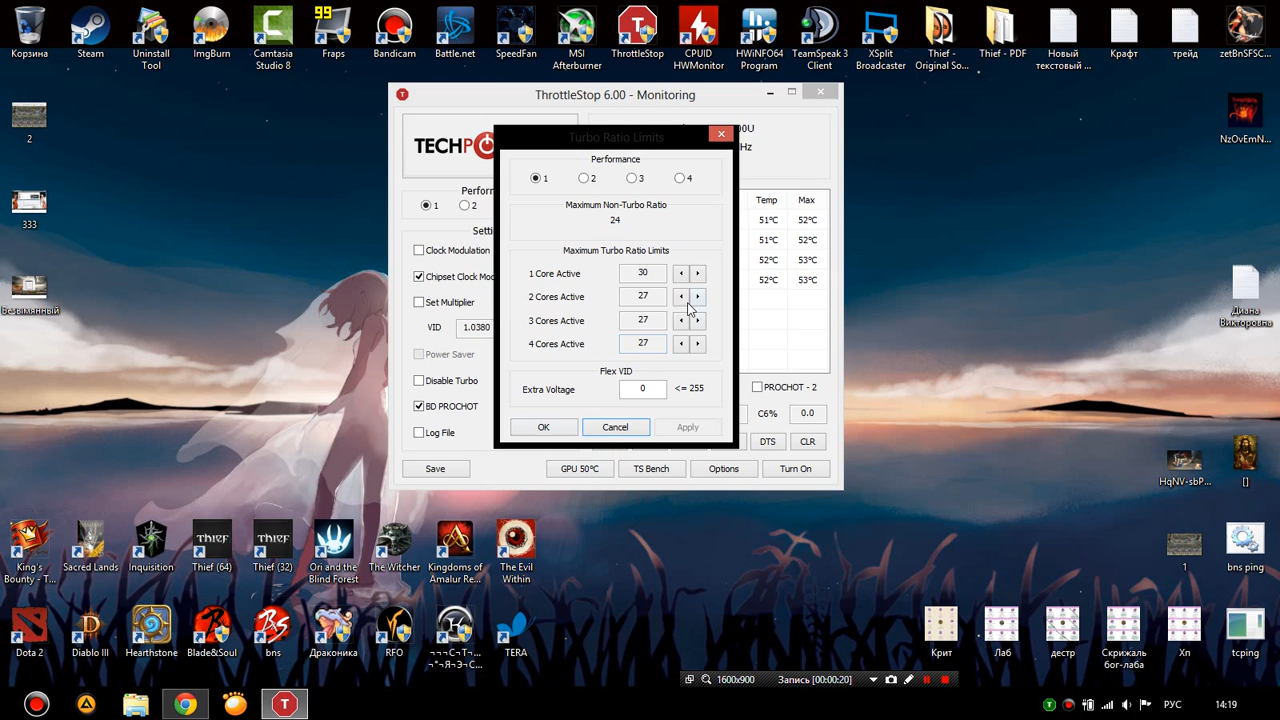 99
Корзина
Steam
Uninstall Tool
ImgBurn
Camtasia Studio 8
Fraps
Bandicam
Battle.net
SpeedFan
MSI Afterburner
ThrottleStop
CPUID HWMonitor
HWiNFO64 Program
TeamSpeak 3 Client
XSplit Broadcaster
Thief - Original So...
Thief - PDF
Новый текстовый ...
Крафт
трейд
zetBnSFSC...
2
333
Безымянный
NzOvEmN...
Диана Викторовна
HqNV-sbP...
[]
1
bns ping
T
ThrottleStop 6.00 - Monitoring
TECHP
00U
Hz
Perforr
1
2
Setti
Clock Modulation
Chipset Clock Mod
Set Multiplier
VID
1.0380
Power Saver
Disable Turbo
BD PROCHOT
Log File
Save
GPU 50°C
TS Bench
Options
Turn On
Temp
Max
51°C
52°C
51°C
52°C
52°C
53°C
52°C
53°C
PROCHOT - 2
C6%
0.0
DTS
CLR
Turbo Ratio Limits
Performance
1
2
3
4
Maximum Non-Turbo Ratio
24
Maximum Turbo Ratio Limits
1 Core Active
30
2 Cores Active
27
3 Cores Active
27
4 Cores Active
27
Flex VID
Extra Voltage
0
<= 255
OK
Cancel
Apply
King's Bounty - T...
Sacred Lands
Inquisition
THIEF
Thief (64)
THIEF
Thief (32)
Ori and the Blind Forest
The Witcher
Kingdoms of Amalur Re...
The Evil Within
Dota 2
Diablo III
Hearthstone
Blade&Soul
bns
Драконика
RFO
TERA
Крит
Лаб
дестр
Скрижаль бог-лаба
Хп
tcping
1600x900
Запись [00:00:20]
T
T
РУС
14:19